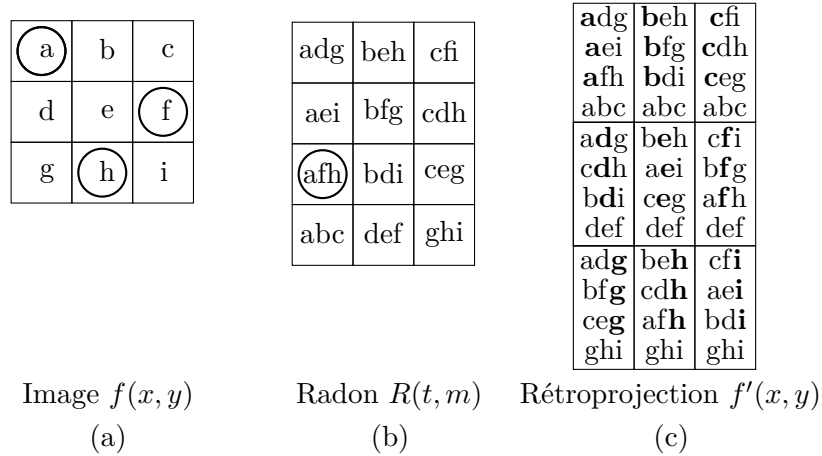 a b c
d e f
g h i
Image f(x, y)
(a)
adg beh cfi
aei bfg cdh
afh bdi ceg
abc def ghi
Radon R(t, m)
(b)
adg beh cfi
aei bfg cdh
afh bdi ceg
abc abc abc
adg beh cfi
cdh aei bfg
bdi ceg afh
def def def
adg beh cfi
bfg cdh aei
ceg afh bdi
ghi ghi ghi
Rétroprojection f′(x, y)
(c)